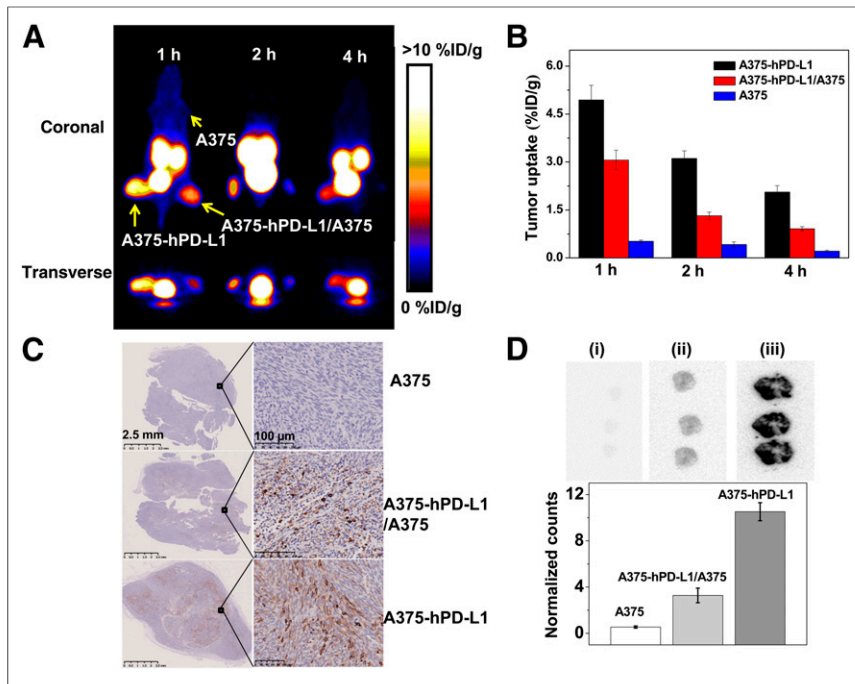 A
1 h
2 h
4 h
>10 %ID/g
Coronal
A375
A375-hPD-L1/A375
A375-hPD-L1
Transverse
0 %ID/g
B
Tumor uptake (%ID/g)
6.0
4.5
3.0
1.5
0.0
A375-hPD-L1
A375-hPD-L1/A375
A375
1 h
2 h
4 h
C
A375
2.5 mm
100 µm
A375-hPD-L1
/A375
A375-hPD-L1
D
(i)
(ii)
(iii)
Normalized counts
12
8
4
0
A375
A375-hPD-L1/A375
A375-hPD-L1